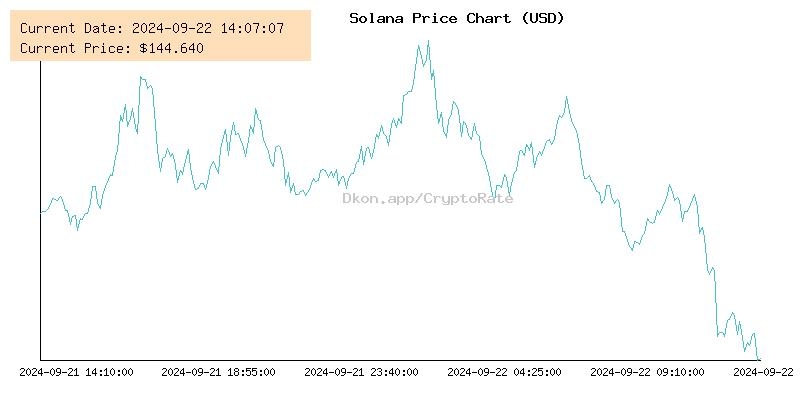 Solana Price Chart (USD)
Current Date: 2024-09-22 14:07:07
Current Price: $144.640
Dkon.app/CryptoRate
2024-09-21 14:10:00 2024-09-21 18:55:00 2024-09-21 23:40:00 2024-09-22 04:25:00 2024-09-22 09:10:00 2024-09-22